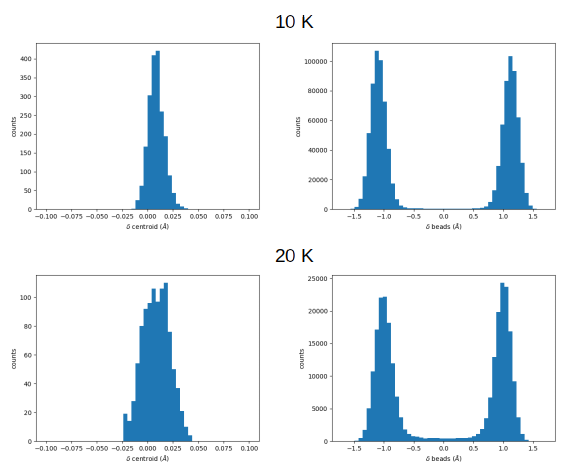 10 K
400
350
300
250
200
150
100
50
0
counts
−0.100 −0.075 −0.050 −0.025 0.000 0.025 0.050 0.075 0.100
δ centroid (Å)
100000
80000
60000
40000
20000
0
counts
−1.5 −1.0 −0.5 0.0 0.5 1.0 1.5
δ beads (Å)
20 K
100
80
60
40
20
0
counts
−0.100 −0.075 −0.050 −0.025 0.000 0.025 0.050 0.075 0.100
δ centroid (Å)
25000
20000
15000
10000
5000
0
counts
−1.5 −1.0 −0.5 0.0 0.5 1.0 1.5
δ beads (Å)